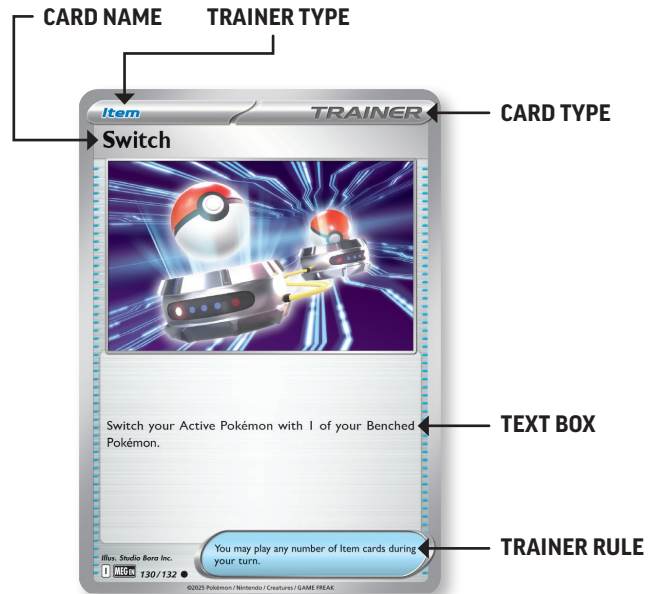 CARD NAME
TRAINER TYPE
Item
TRAINER
CARD TYPE
Switch
Switch your Active Pokémon with 1 of your Benched
Pokémon.
TEXT BOX
You may play any number of Item cards during
your turn.
TRAINER RULE
Illus. Studio Bora Inc.
I MEG EN 130/132
©2025 Pokémon / Nintendo / Creatures / GAME FREAK